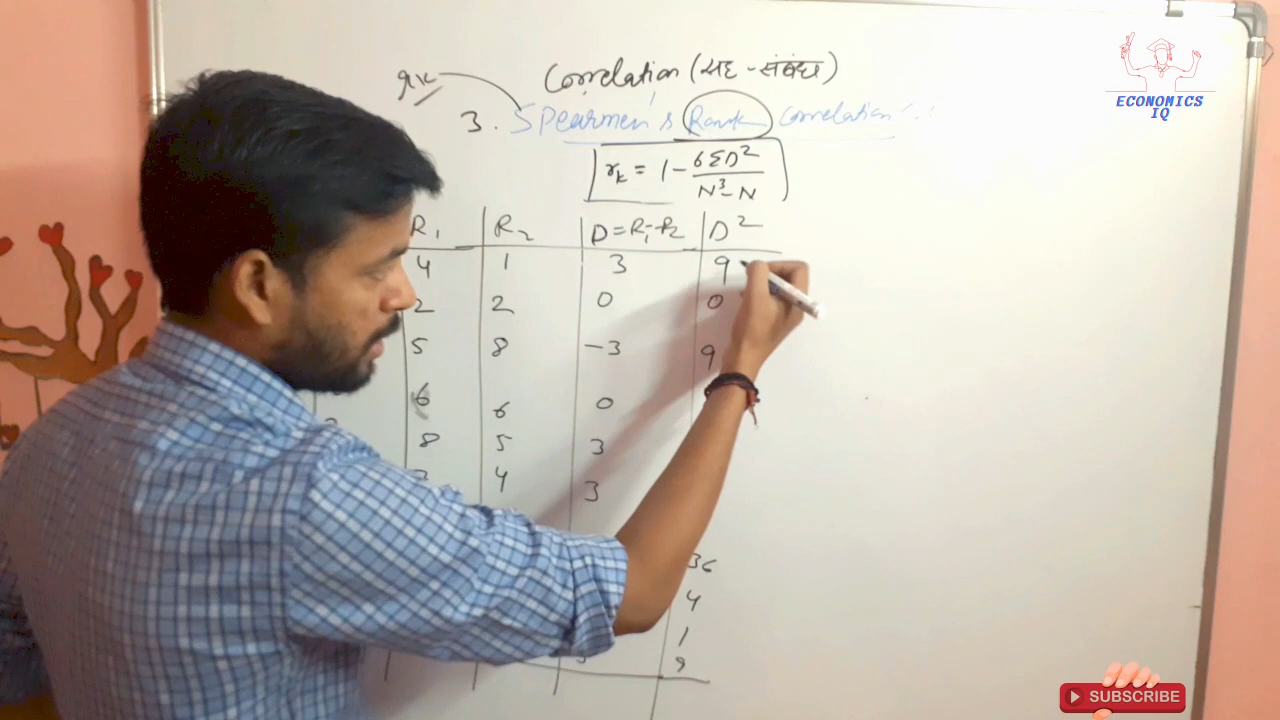 rk
Correlation (सह-संबंध)
ECONOMICS
IQ
3. Spearmen's Rank Correlation
rk = 1 - 6ΣD² / N³-N
R₁ R₂ D=R₁-R₂ D²
4 1 3 9
2 2 0 0
5 8 -3 9
6 6 0
8 5 3
4 3
36
4
1
9
SUBSCRIBE